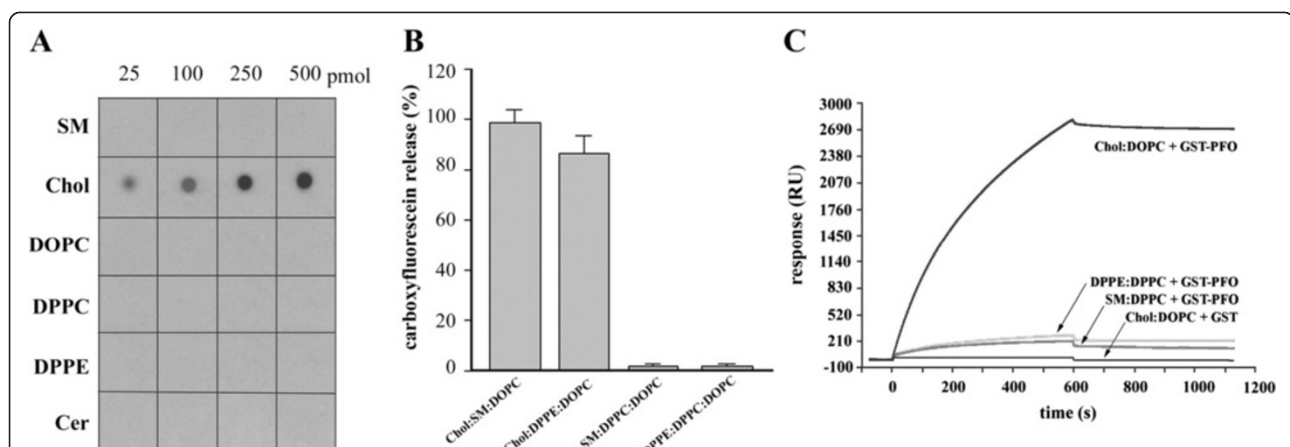 A
25 100 250 500 pmol
SM
Chol
DOPC
DPPC
DPPE
Cer
B
carboxyfluorescein release (%)
120
100
80
60
40
20
0
Chol:SM:DOPC
Chol:DPPE:DOPC
SM:DPPC:DOPC
DPPE:DPPC:DOPC
C
response (RU)
3000
2690
2380
2070
1760
1450
1140
830
520
210
-100
Chol:DOPC + GST-PFO
DPPE:DPPC + GST-PFO
SM:DPPC + GST-PFO
Chol:DOPC + GST
0 200 400 600 800 1000 1200
time (s)